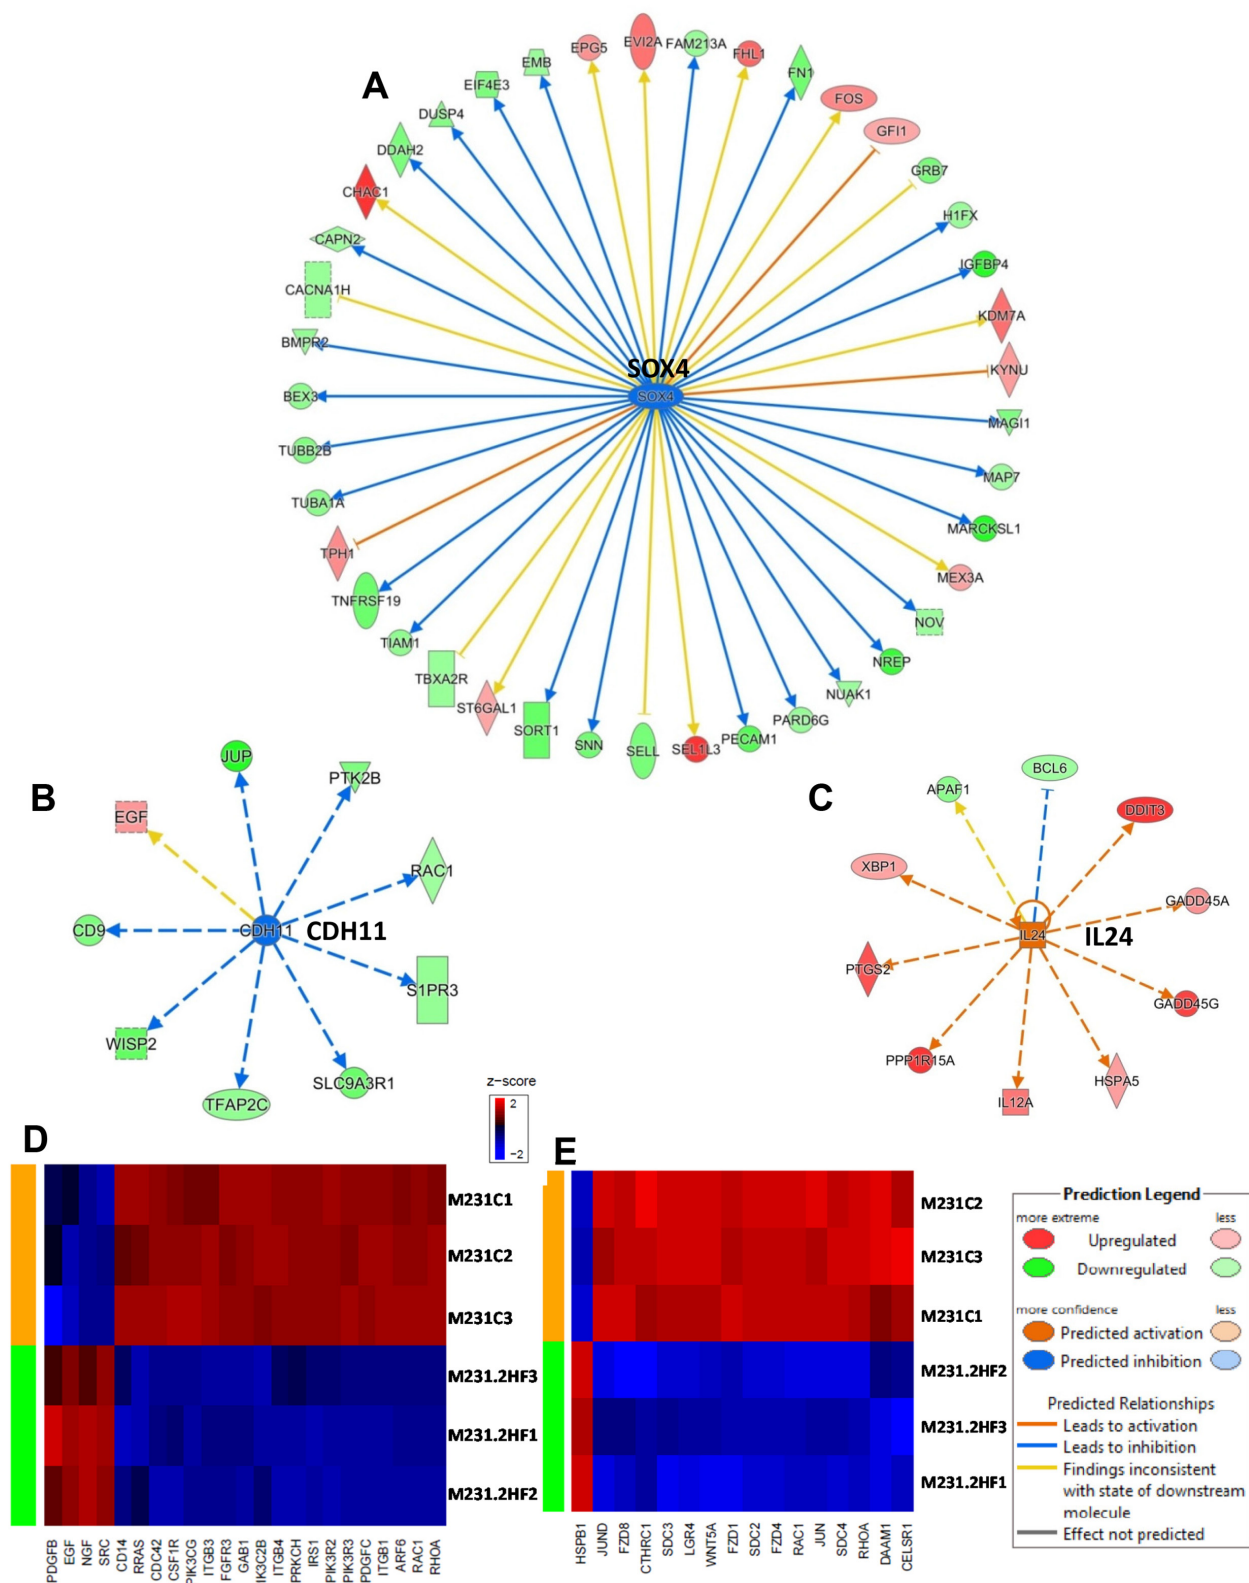 A
EPG5
EVI2A
FAM213A
FHL1
FN1
EMB
EIF4E3
DUSP4
DDAH2
CHAC1
CAPN2
CACNA1H
BMPR2
BEX3
TUBB2B
TUBA1A
TPH1
TNFRSF19
TIAM1
TBXA2R
ST6GAL1
SORT1
SNN
SELL
SEL1L3
PECAM1
PARD6G
NUAK1
NREP
NOV
MEX3A
MARCKSL1
MAP7
MAGI1
KYNU
KDM7A
IGFBP4
H1FX
GRB7
GFI1
FOS
SOX4
SOX4
B
JUP
PTK2B
EGF
RAC1
CD9
CDH11
CDH11
S1PR3
WISP2
SLC9A3R1
TFAP2C
C
BCL6
APAF1
DDIT3
XBP1
GADD45A
IL24
IL24
PTGS2
GADD45G
PPP1R15A
HSPA5
IL12A
z-score
2
-2
D
M231C1
M231C2
M231C3
M231.2HF3
M231.2HF1
M231.2HF2
PDGFB
EGF
NGF
SRC
CD14
RRAS
CDC42
CSF1R
PIK3CG
ITGB3
FGFR3
GAB1
IK3C2B
ITGB4
PRKCH
IRS1
PIK3R2
PIK3R3
PDGFC
ITGB1
ARF6
RAC1
RHOA
E
M231C2
M231C3
M231C1
M231.2HF2
M231.2HF3
M231.2HF1
HSPB1
JUND
FZD8
CTHRC1
SDC3
LGR4
WNT5A
FZD1
SDC2
FZD4
RAC1
JUN
SDC4
RHOA
DAAM1
CELSR1
Prediction Legend
more extreme less
Upregulated
Downregulated
more confidence less
Predicted activation
Predicted inhibition
Predicted Relationships
Leads to activation
Leads to inhibition
Findings inconsistent
with state of downstream
molecule
Effect not predicted